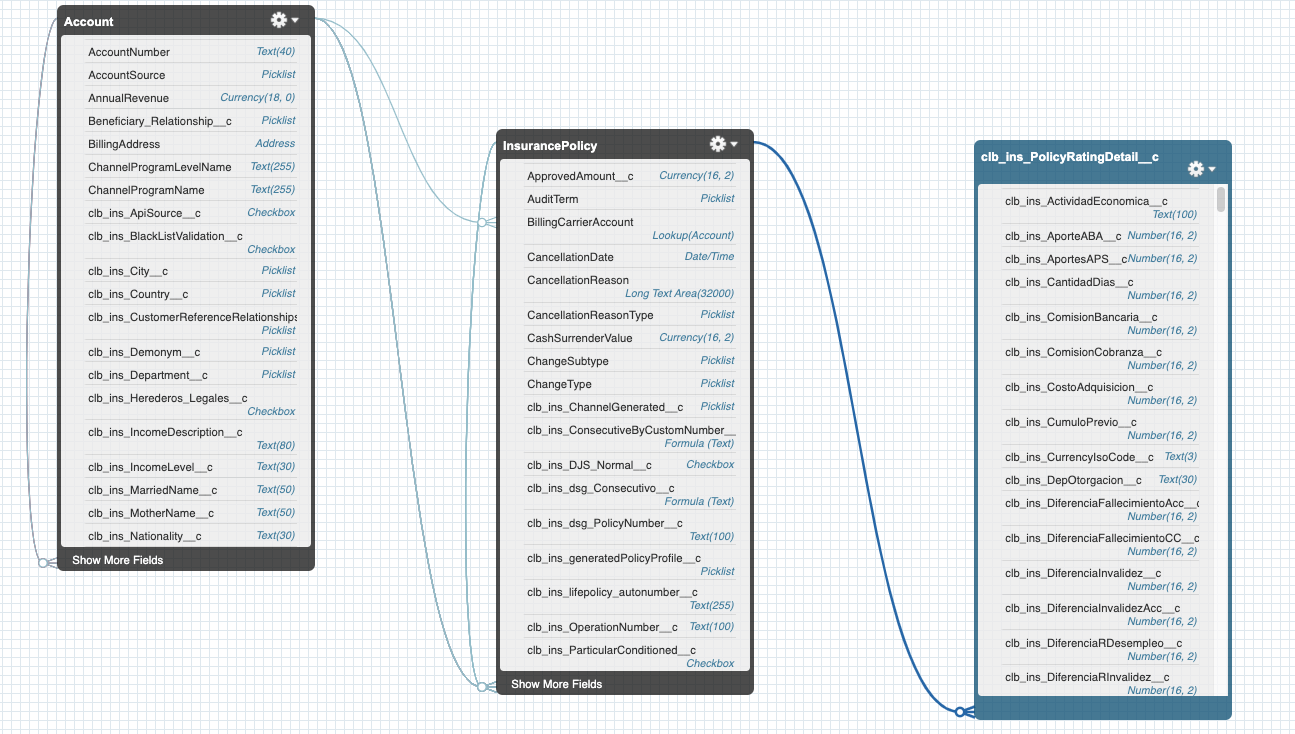 Account
AccountNumber Text(40)
AccountSource Picklist
AnnualRevenue Currency(18, 0)
Beneficiary_Relationship__c Picklist
BillingAddress Address
ChannelProgramLevelName Text(255)
ChannelProgramName Text(255)
clb_ins_ApiSource__c Checkbox
clb_ins_BlackListValidation__c
Checkbox
clb_ins_City__c Picklist
clb_ins_Country__c Picklist
clb_ins_CustomerReferenceRelationships
Picklist
clb_ins_Demonym__c Picklist
clb_ins_Department__c Picklist
clb_ins_Herederos_Legales__c
Checkbox
clb_ins_IncomeDescription__c
Text(80)
clb_ins_IncomeLevel__c Text(30)
clb_ins_MarriedName__c Text(50)
clb_ins_MotherName__c Text(50)
clb_ins_Nationality__c Text(30)
Show More Fields
InsurancePolicy
ApprovedAmount__c Currency(16, 2)
AuditTerm Picklist
BillingCarrierAccount
Lookup(Account)
CancellationDate Date/Time
CancellationReason
Long Text Area(32000)
CancellationReasonType Picklist
CashSurrenderValue Currency(16, 2)
ChangeSubtype Picklist
ChangeType Picklist
clb_ins_ChannelGenerated__c Picklist
clb_ins_ConsecutiveByCustomNumber__
Formula (Text)
clb_ins_DJS_Normal__c Checkbox
clb_ins_dsg_Consecutivo__c
Formula (Text)
clb_ins_dsg_PolicyNumber__c
Text(100)
clb_ins_generatedPolicyProfile__c
Picklist
clb_ins_lifepolicy_autonumber__c
Text(255)
clb_ins_OperationNumber__c Text(100)
clb_ins_ParticularConditioned__c
Checkbox
Show More Fields
clb_ins_PolicyRatingDetail__c
clb_ins_ActividadEconomica__c
Text(100)
clb_ins_AporteABA__c Number(16, 2)
clb_ins_AportesAPS__c Number(16, 2)
clb_ins_CantidadDias__c
Number(16, 2)
clb_ins_ComisionBancaria__c
Number(16, 2)
clb_ins_ComisionCobranza__c
Number(16, 2)
clb_ins_CostoAdquisicion__c
Number(16, 2)
clb_ins_CumuloPrevio__c
Number(16, 2)
clb_ins_CurrencyIsoCode__c Text(3)
clb_ins_DepOtorgacion__c Text(30)
clb_ins_DiferenciaFallecimientoAcc__c
Number(16, 2)
clb_ins_DiferenciaFallecimientoCC__c
Number(16, 2)
clb_ins_DiferenciaInvalidez__c
Number(16, 2)
clb_ins_DiferenciaInvalidezAcc__c
Number(16, 2)
clb_ins_DiferenciaRDesempleo__c
Number(16, 2)
clb_ins_DiferenciaRInvalidez__c
Number(16, 2)